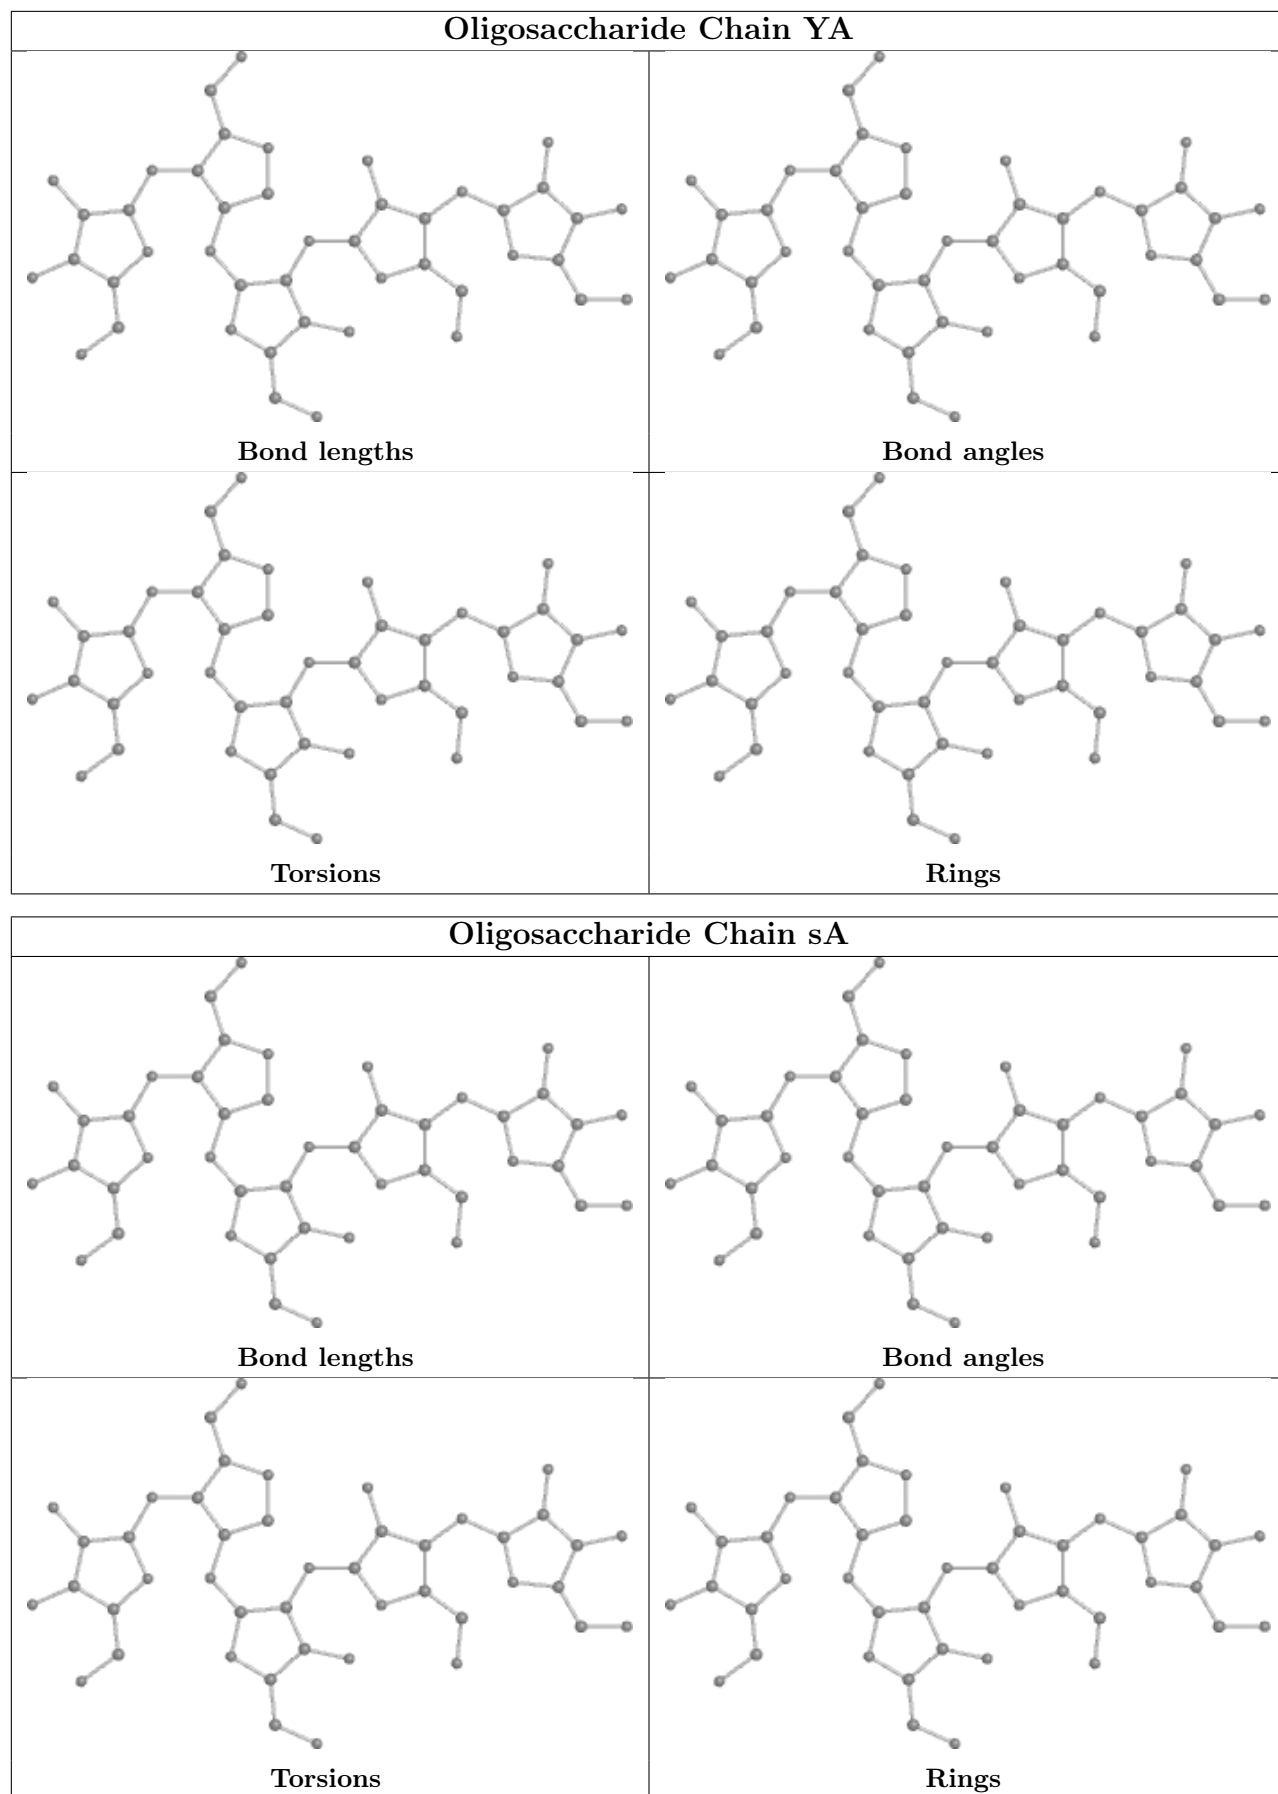 Oligosaccharide Chain YA
Bond lengths
Bond angles
Torsions
Rings
Oligosaccharide Chain sA
Bond lengths
Bond angles
Torsions
Rings